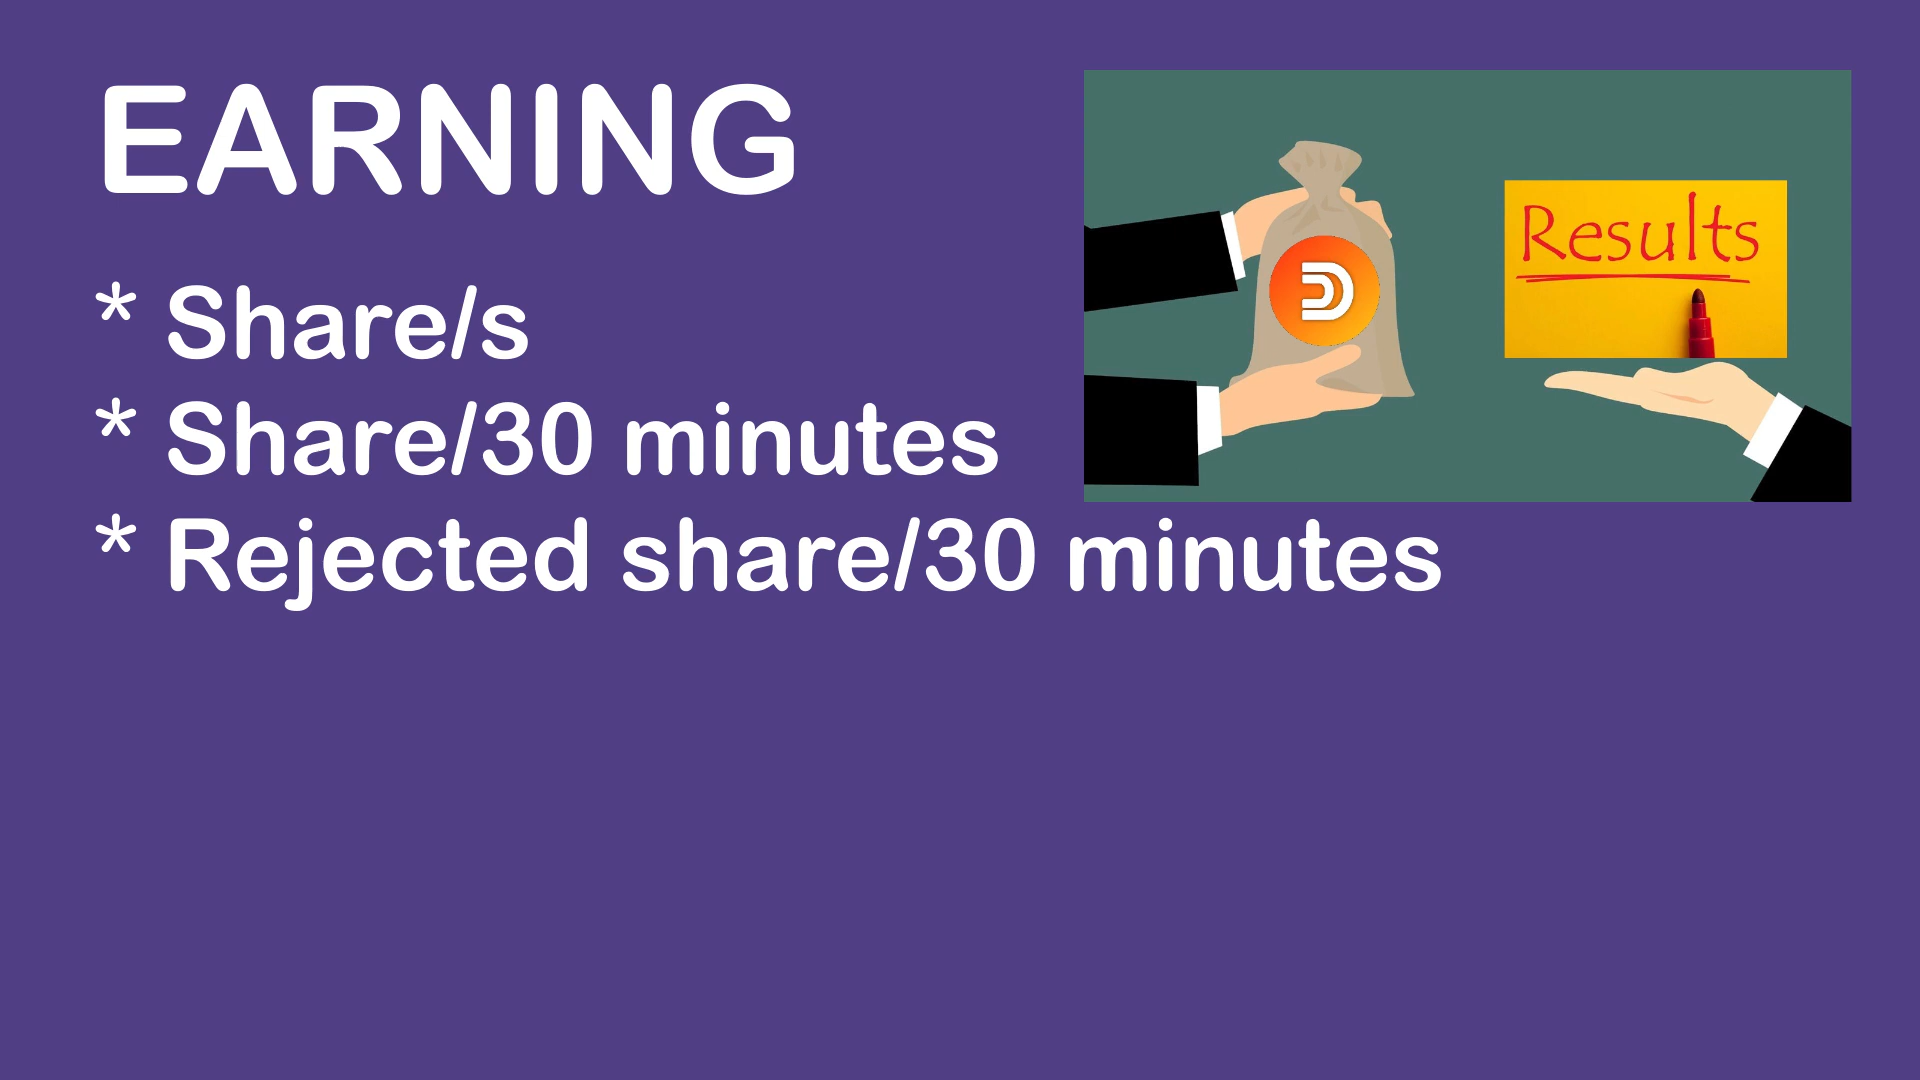 EARNING
Results
* Share/s
* Share/30 minutes
* Rejected share/30 minutes